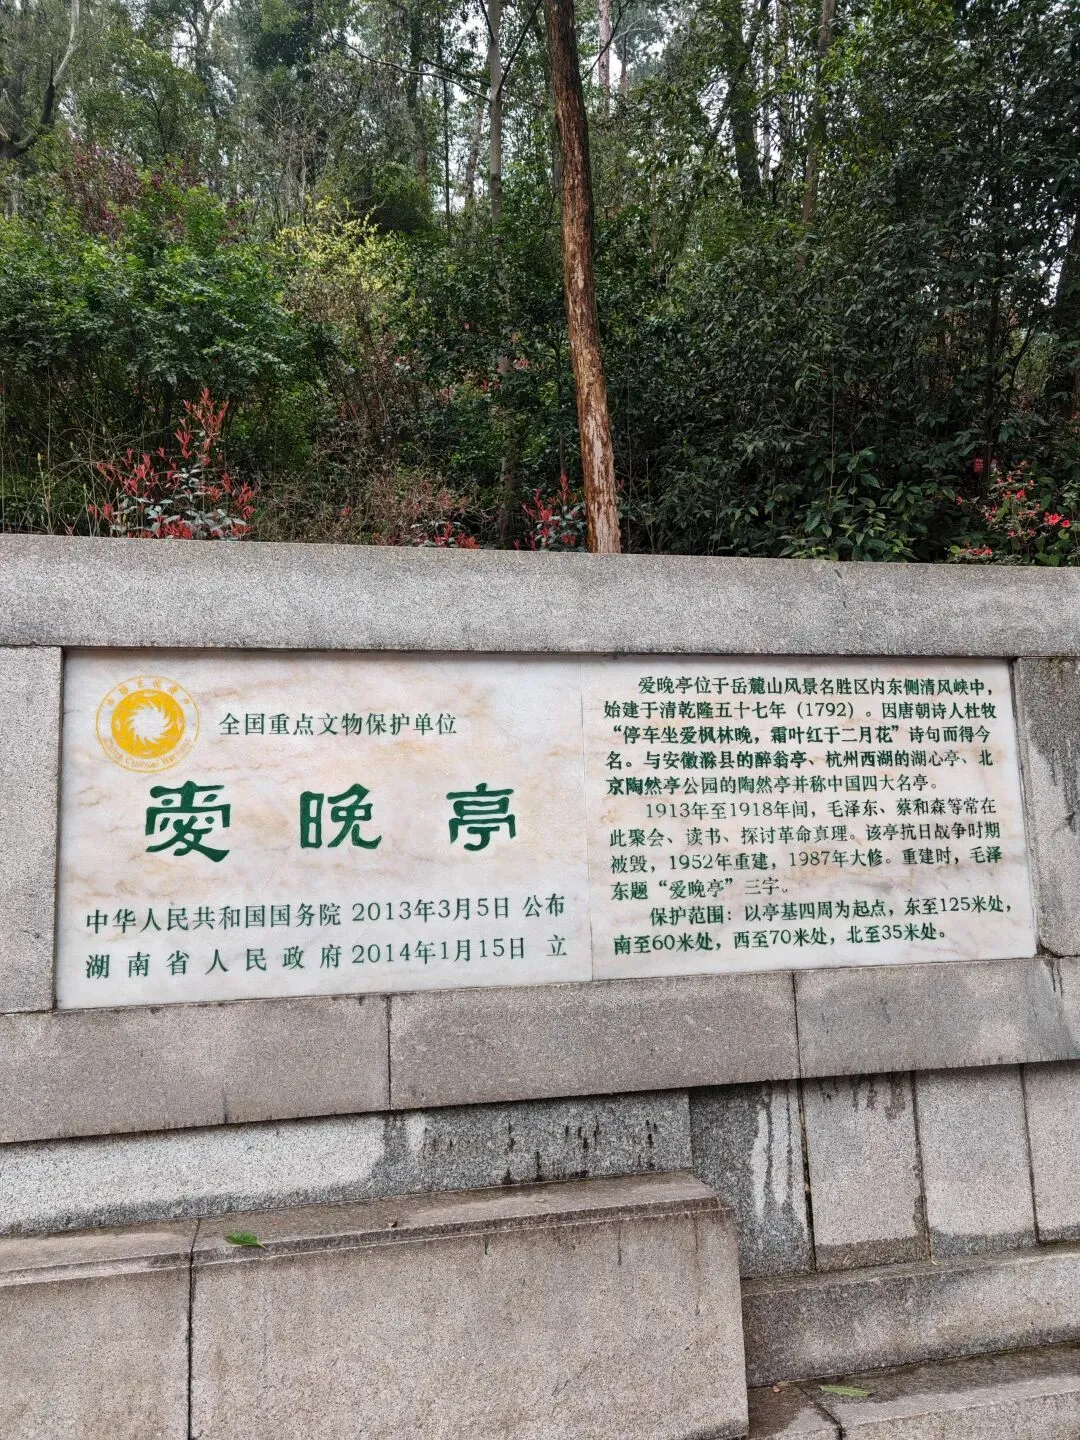 全国重点文物保护单位
愛晚亭
中华人民共和国国务院 2013年3月5日 公布
湖南省人民政府 2014年1月15日 立
爱晚亭位于岳麓山风景名胜区内东侧清风峡中，
始建于清乾隆五十七年（1792）。因唐朝诗人杜牧
“停车坐爱枫林晚，霜叶红于二月花”诗句而得今
名。与安徽滁县的醉翁亭、杭州西湖的湖心亭、北
京陶然亭公园的陶然亭并称中国四大名亭。
1913年至1918年间，毛泽东、蔡和森等常在
此聚会、读书、探讨革命真理。该亭抗日战争时期
被毁，1952年重建，1987年大修。重建时，毛泽
东题“爱晚亭”三字。
保护范围：以亭基四周为起点，东至125米处，
南至60米处，西至70米处，北至35米处。